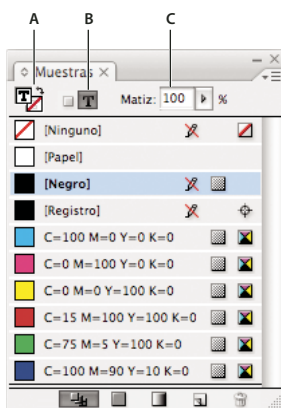 A B C
Muestras
T T Matiz: 100 %
[Ninguno]
[Papel]
[Negro]
[Registro]
C=100 M=0 Y=0 K=0
C=0 M=100 Y=0 K=0
C=0 M=0 Y=100 K=0
C=15 M=100 Y=100 K=0
C=75 M=5 Y=100 K=0
C=100 M=90 Y=10 K=0